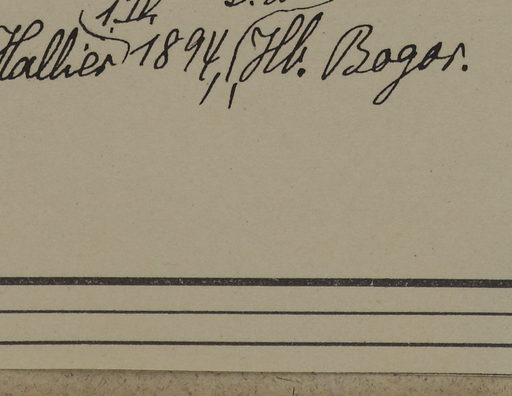 Hallier 1894, (Hb. Bogor.